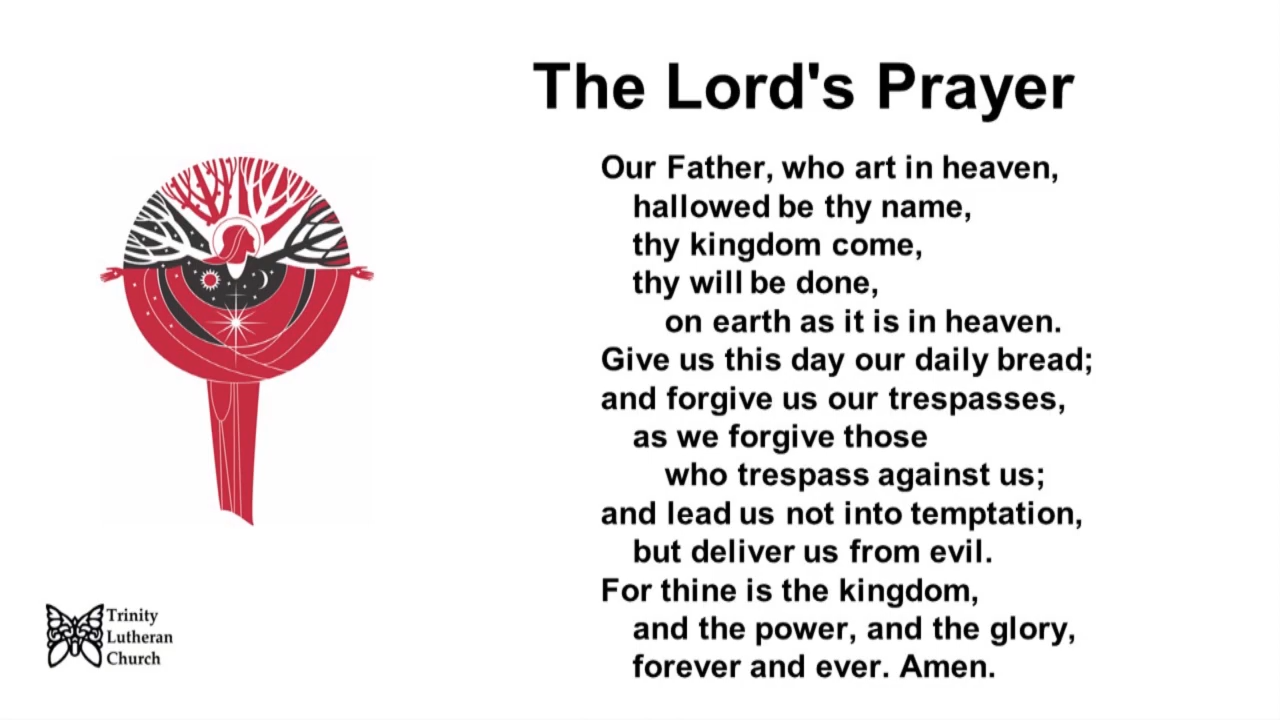 The Lord's Prayer
Our Father, who art in heaven,
hallowed be thy name,
thy kingdom come,
thy will be done,
on earth as it is in heaven.
Give us this day our daily bread;
and forgive us our trespasses,
as we forgive those
who trespass against us;
and lead us not into temptation,
but deliver us from evil.
For thine is the kingdom,
and the power, and the glory,
forever and ever. Amen.
Trinity
Lutheran
Church